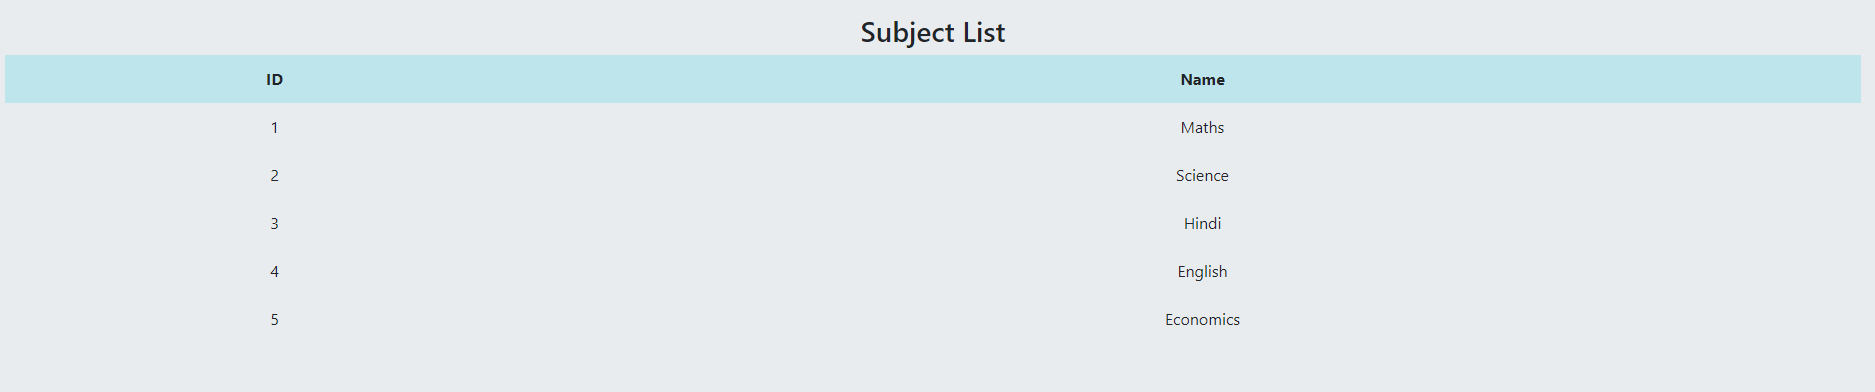 Subject List
ID Name
1 Maths
2 Science
3 Hindi
4 English
5 Economics